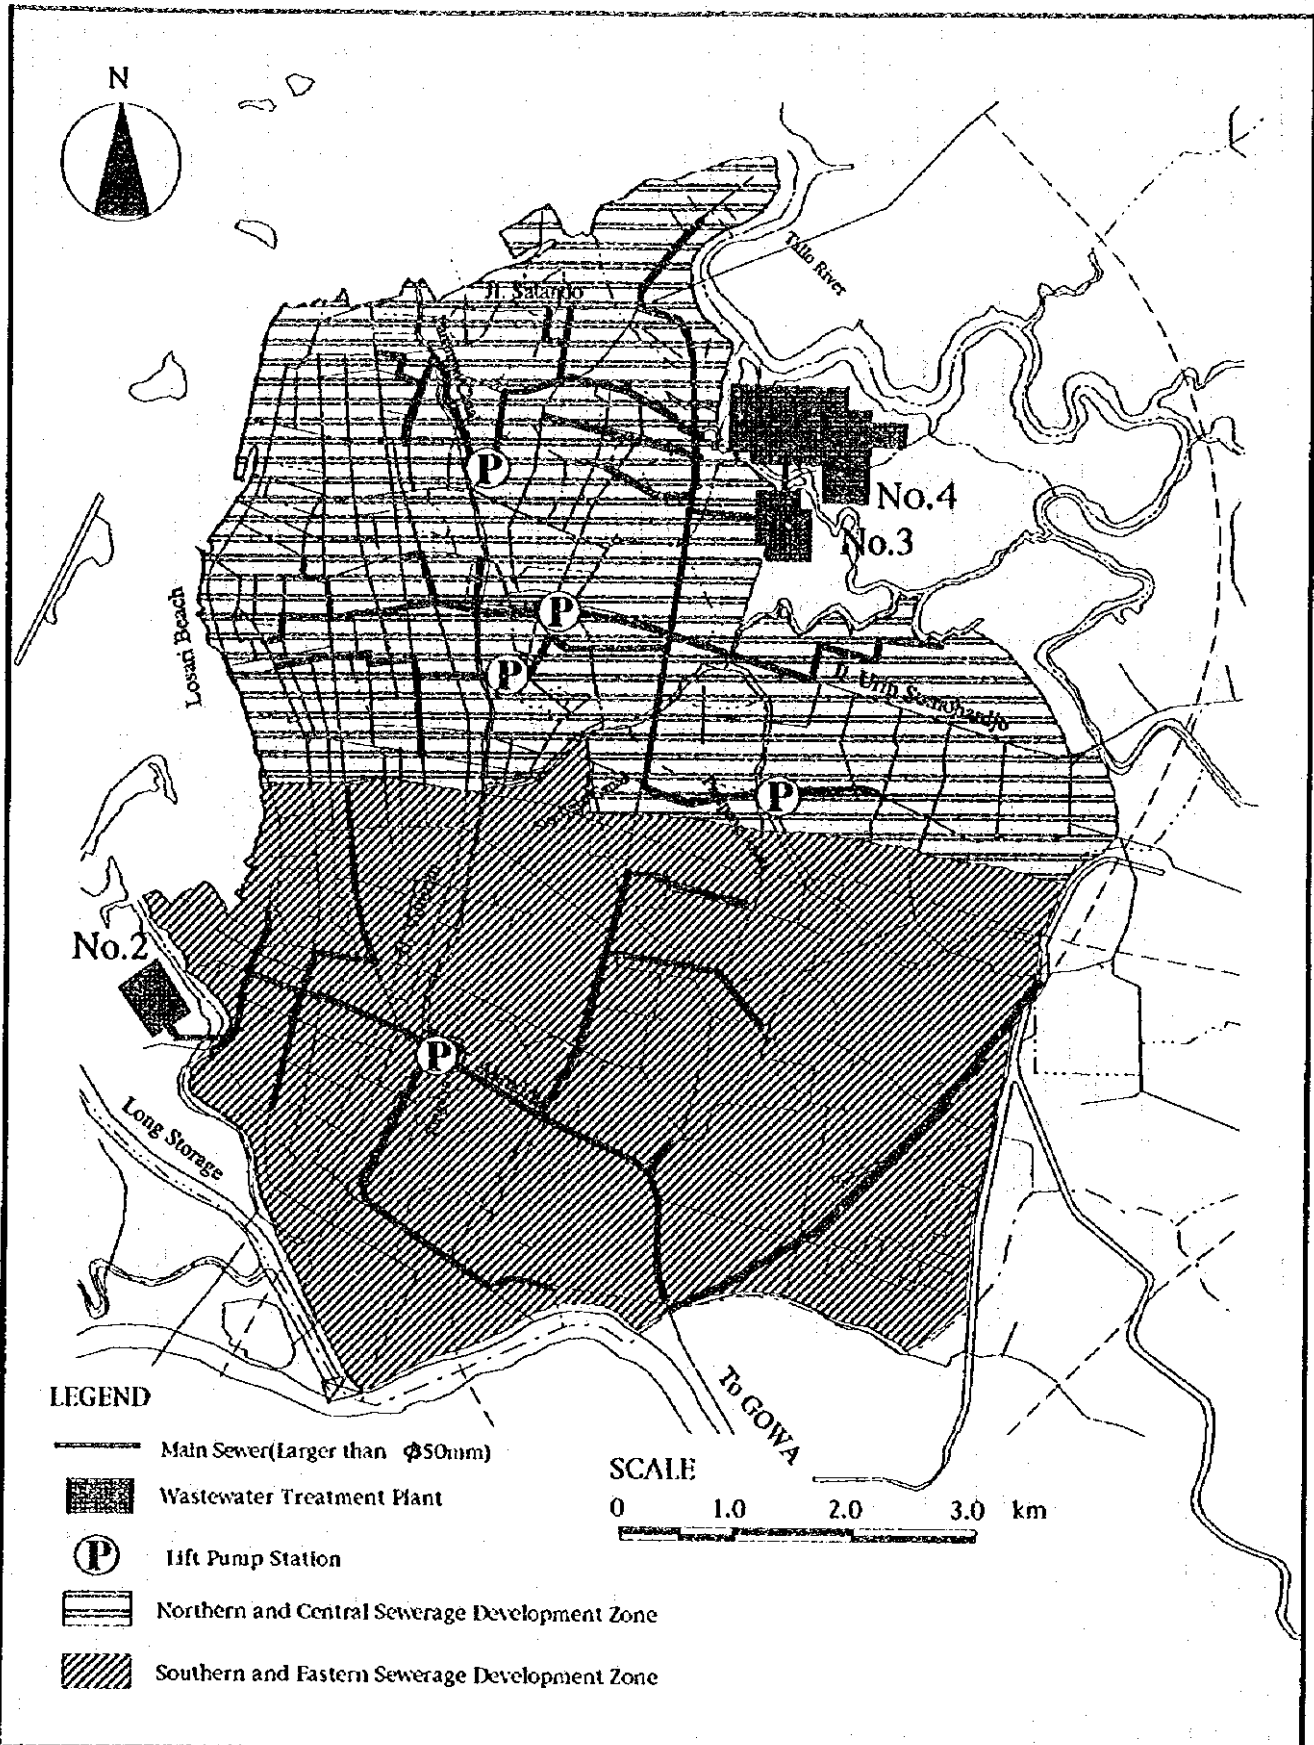 N
Tallo River
Jl. Satando
P
No.4
No.3
P
Losari Beach
P
Jl. Urip Sumohardjo
P
No.2
P
Long Storage
To GOWA
LEGEND
Main Sewer(Larger than ϕ350mm)
Wastewater Treatment Plant
P Lift Pump Station
Northern and Central Sewerage Development Zone
Southern and Eastern Sewerage Development Zone
SCALE
0 1.0 2.0 3.0 km